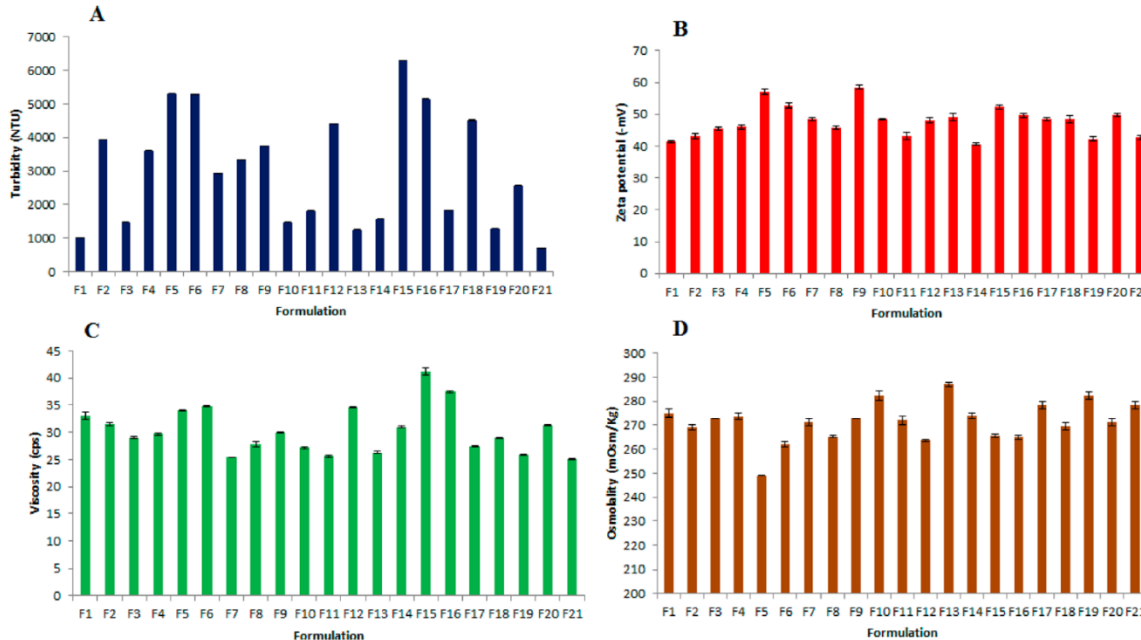 A
Turbidity (NTU)
7000
6000
5000
4000
3000
2000
1000
0
F1 F2 F3 F4 F5 F6 F7 F8 F9 F10 F11 F12 F13 F14 F15 F16 F17 F18 F19 F20 F21
Formulation
B
Zeta potential (-mV)
70
60
50
40
30
20
10
0
F1 F2 F3 F4 F5 F6 F7 F8 F9 F10 F11 F12 F13 F14 F15 F16 F17 F18 F19 F20 F2
Formulation
C
Viscosity (cps)
45
40
35
30
25
20
15
10
5
0
F1 F2 F3 F4 F5 F6 F7 F8 F9 F10 F11 F12 F13 F14 F15 F16 F17 F18 F19 F20 F21
Formulation
D
Osmolality (mOsm/Kg)
300
290
280
270
260
250
240
230
220
210
200
F1 F2 F3 F4 F5 F6 F7 F8 F9 F10 F11 F12 F13 F14 F15 F16 F17 F18 F19 F20 F21
Formulation